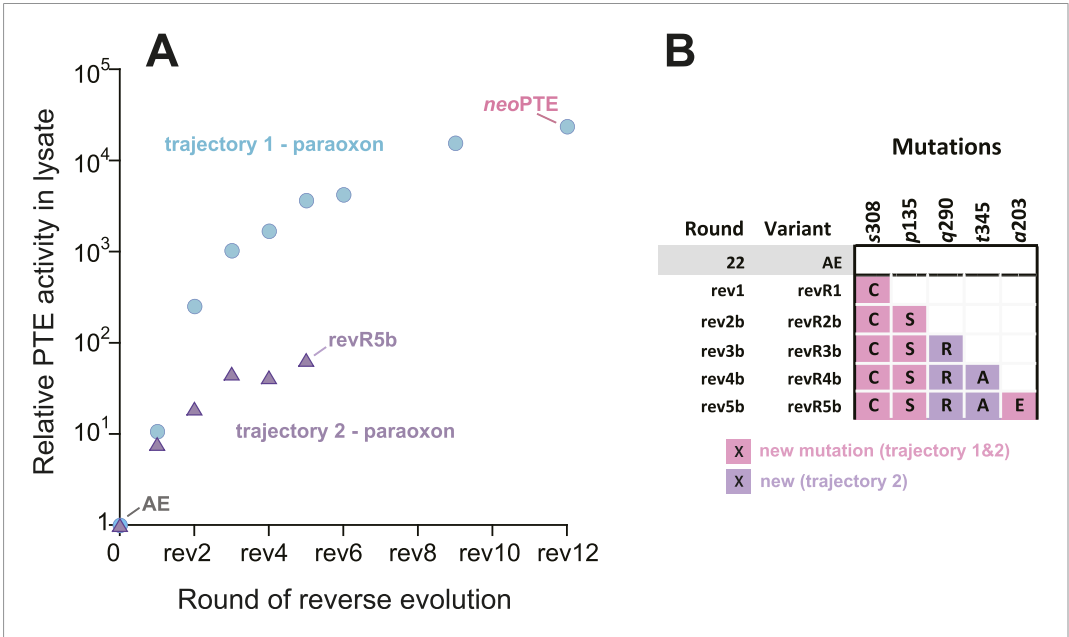 A
10^5
10^4
10^3
10^2
10^1
1
Relative PTE activity in lysate
neoPTE
trajectory 1 - paraoxon
revR5b
trajectory 2 - paraoxon
AE
0 rev2 rev4 rev6 rev8 rev10 rev12
Round of reverse evolution
B
Mutations
Round Variant s308 p135 q290 t345 a203
22 AE
rev1 revR1 C
rev2b revR2b C S
rev3b revR3b C S R
rev4b revR4b C S R A
rev5b revR5b C S R A E
X new mutation (trajectory 1&2)
X new (trajectory 2)